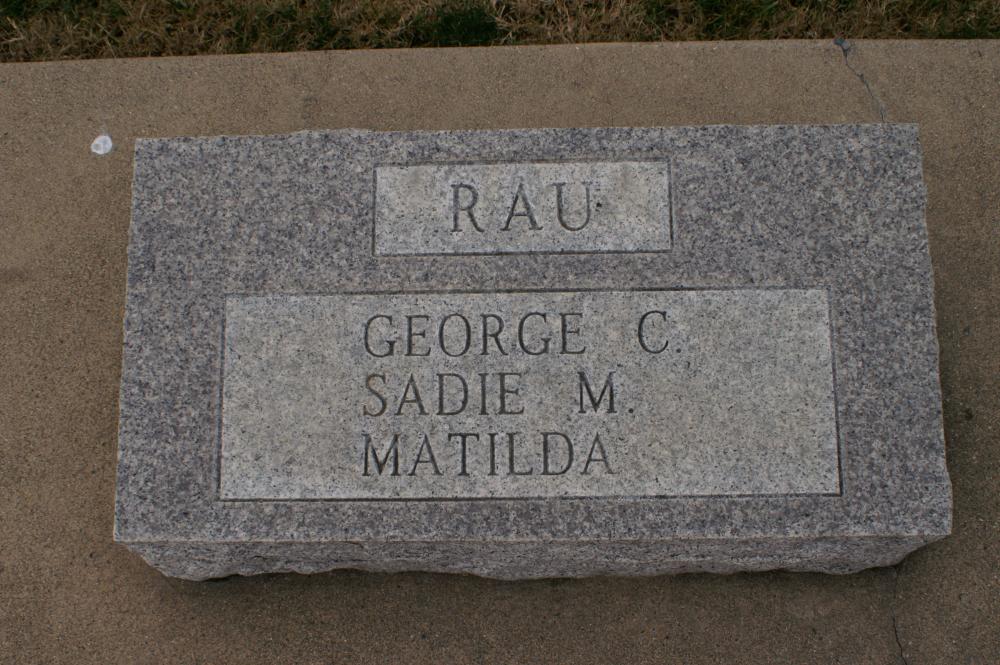 RAU
GEORGE C.
SADIE M.
MATILDA